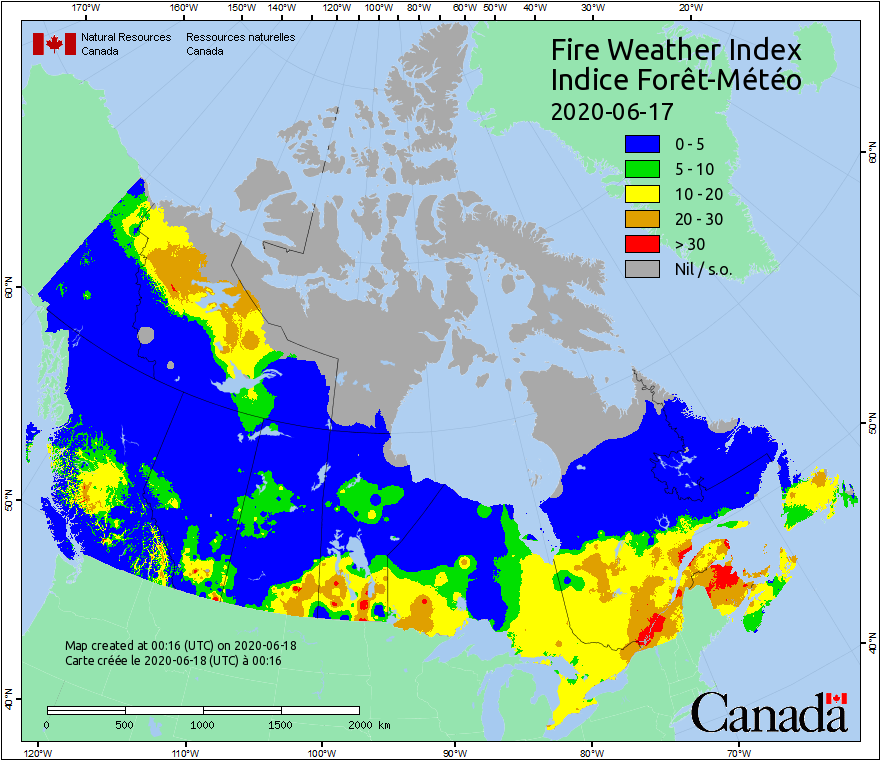 170°W 160°W 150°W 140°W 120°W 100°W 80°W 60°W 50°W 40°W 30°W 20°W
Natural Resources Canada
Ressources naturelles Canada
Fire Weather Index
Indice Forêt-Météo
2020-06-17
0 - 5
5 - 10
10 - 20
20 - 30
> 30
Nil / s.o.
60°N
60°N
50°N
50°N
40°N
40°N
Map created at 00:16 (UTC) on 2020-06-18
Carte créée le 2020-06-18 (UTC) à 00:16
0 500 1000 1500 2000 km
Canada
120°W 110°W 100°W 90°W 80°W 70°W